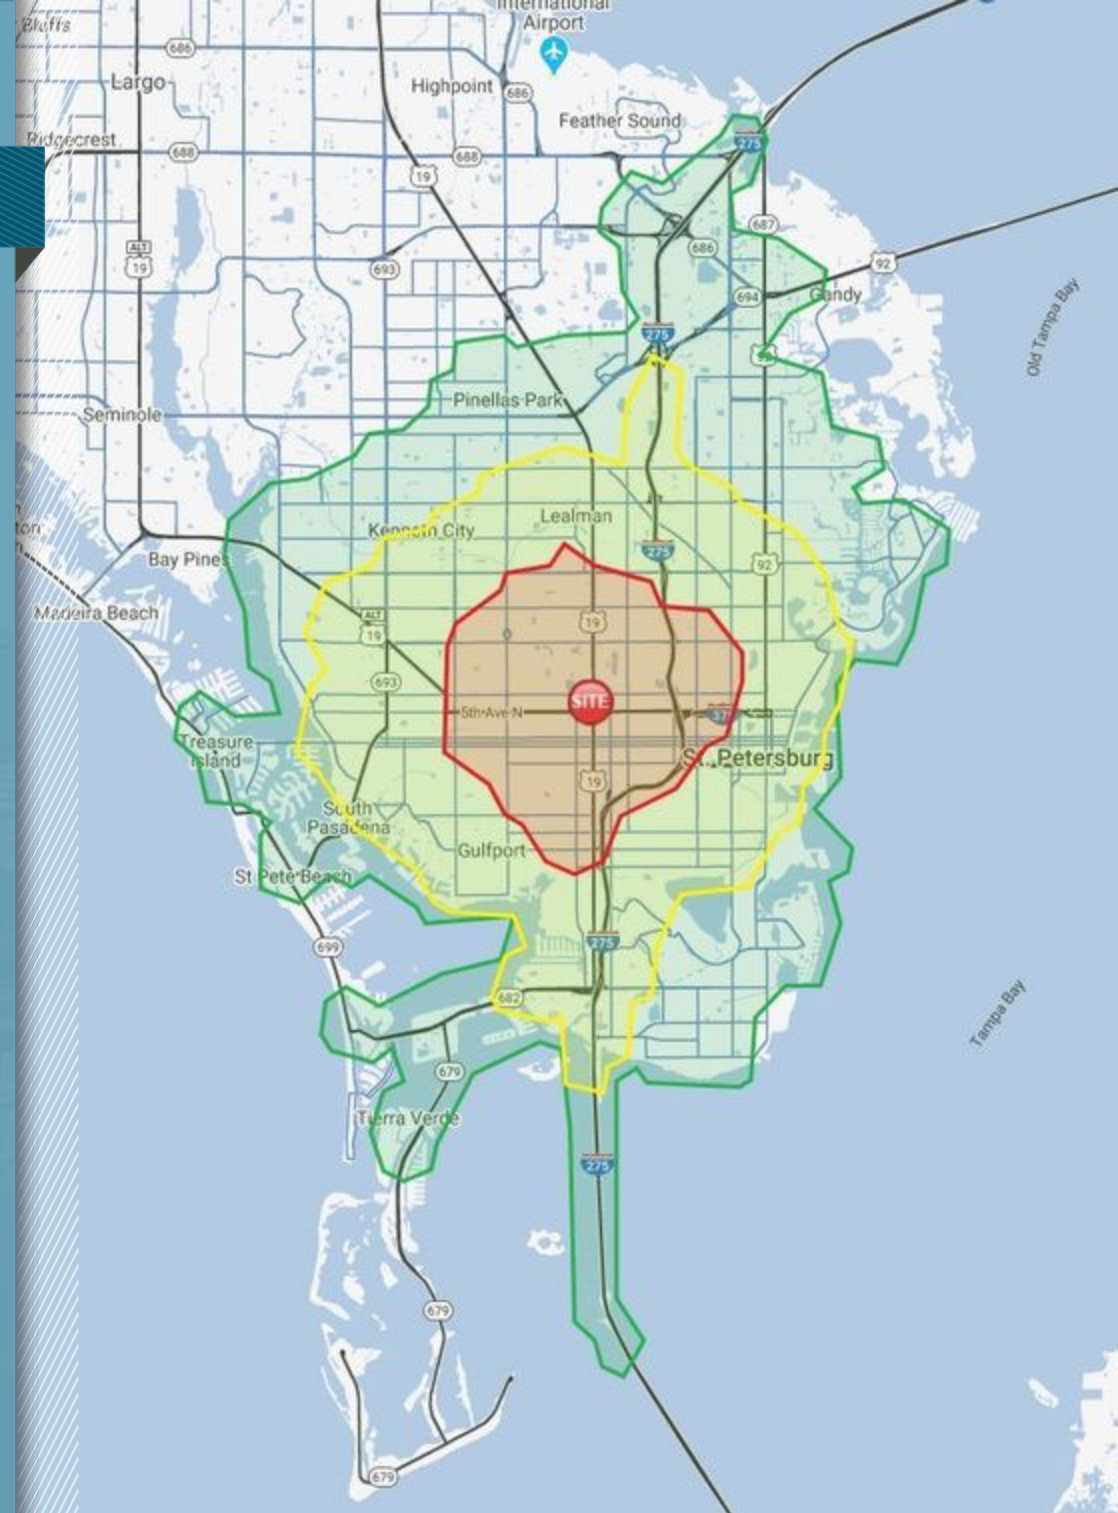 International
Airport
Bluffs
686
Largo
Highpoint
686
Feather Sound
Ridgecrest
275
688
688
19
687
ALT
19
686
92
693
694
Gandy
Old Tampa Bay
275
Pinellas Park
Seminole
Lealman
Kenneth City
275
Bay Pines
92
Madeira Beach
ALT
19
19
693
SITE
5th Ave N
Treasure
Island
St. Petersburg
19
South
Pasadena
Gulfport
St Pete Beach
699
275
682
Tampa Bay
679
Tierra Verde
275
679
679